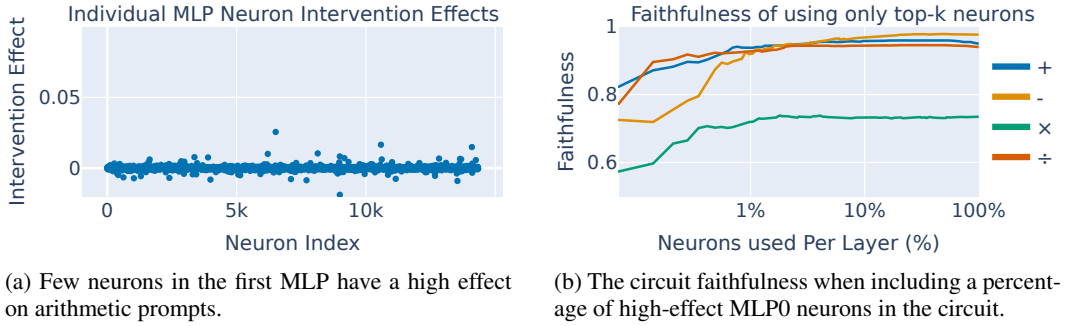 Individual MLP Neuron Intervention Effects
Intervention Effect
0.05
0
0
5k
10k
Neuron Index
(a) Few neurons in the first MLP have a high effect
on arithmetic prompts.
Faithfulness of using only top-k neurons
Faithfulness
1
0.8
0.6
1%
10%
100%
Neurons used Per Layer (%)
+
-
×
÷
(b) The circuit faithfulness when including a percent-
age of high-effect MLP0 neurons in the circuit.